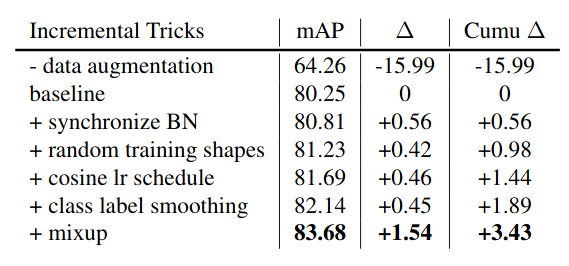 Incremental Tricks mAP Δ Cumu Δ
- data augmentation 64.26 -15.99 -15.99
baseline 80.25 0 0
+ synchronize BN 80.81 +0.56 +0.56
+ random training shapes 81.23 +0.42 +0.98
+ cosine lr schedule 81.69 +0.46 +1.44
+ class label smoothing 82.14 +0.45 +1.89
+ mixup 83.68 +1.54 +3.43